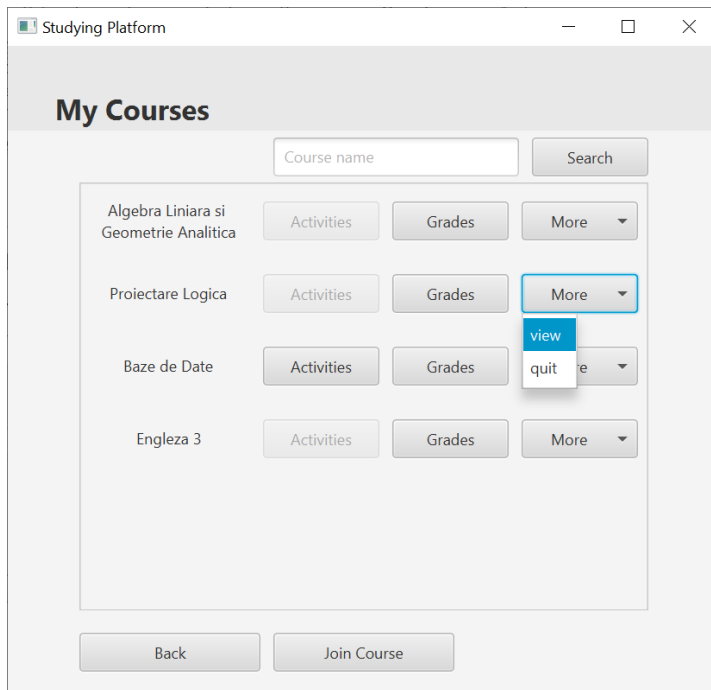 Studying Platform
My Courses
Course name
Search
Algebra Liniara si
Geometrie Analitica
Activities
Grades
More
Proiectare Logica
Activities
Grades
More
view
quit
Baze de Date
Activities
Grades
Engleza 3
Activities
Grades
More
Back
Join Course